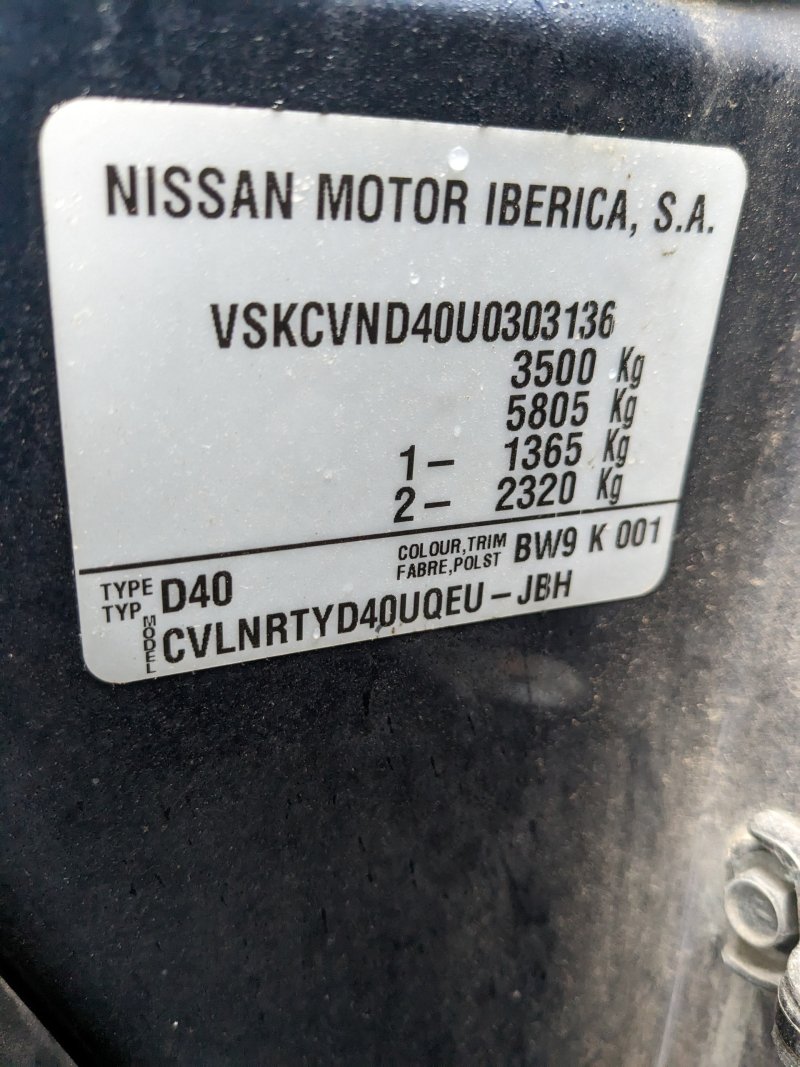 NISSAN MOTOR IBERICA, S.A.
VSKCVND40U0303136
3500 Kg
5805 Kg
1- 1365 Kg
2- 2320 Kg
TYPE TYP. D40 COLOUR,TRIM FABRE,POLST BW9 K 001
MODEL CVLNRTYD40UQEU-JBH